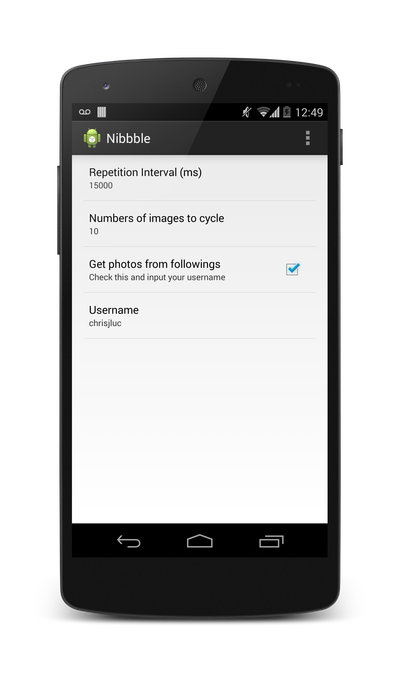 12:49
Nibbble
Repetition Interval (ms)
15000
Numbers of images to cycle
10
Get photos from followings
Check this and input your username
Username
chrisjluc